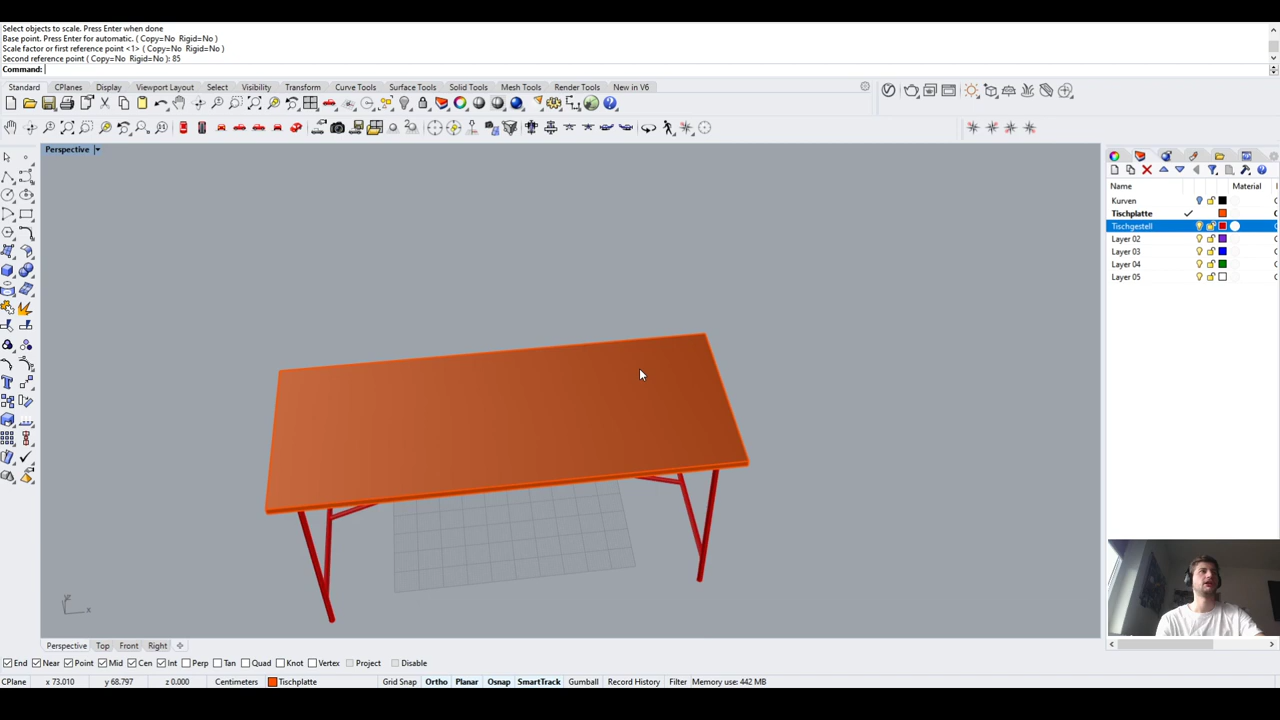 Select objects to scale. Press Enter when done
Base point. Press Enter for automatic. ( Copy=No Rigid=No )
Scale factor or first reference point <1> ( Copy=No Rigid=No )
Second reference point ( Copy=No Rigid=No ): 85
Command:
Standard CPlanes Display Viewport Layout Select Visibility Transform Curve Tools Surface Tools Solid Tools Mesh Tools Render Tools New in V6
Perspective
Name Material
Kurven
Tischplatte
Tischgestell
Layer 02
Layer 03
Layer 04
Layer 05
x
Perspective Top Front Right
End Near Point Mid Cen Int Perp Tan Quad Knot Vertex Project Disable
CPlane x 73.010 y 68.797 z 0.000 Centimeters Tischplatte Grid Snap Ortho Planar Osnap SmartTrack Gumball Record History Filter Memory use: 442 MB